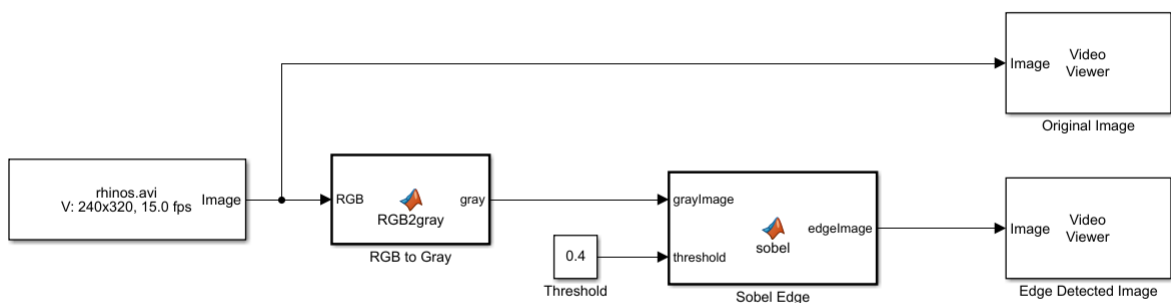 Image
Video
Viewer
Original Image
rhinos.avi
V: 240x320, 15.0 fps
Image
RGB
RGB2gray
gray
RGB to Gray
0.4
Threshold
grayImage
threshold
sobel
edgeImage
Sobel Edge
Image
Video
Viewer
Edge Detected Image